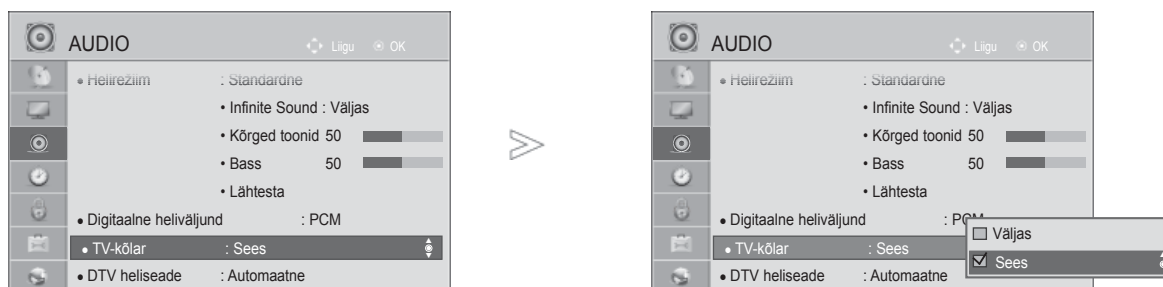 AUDIO
Liigu OK
• Helirežiim : Standardne
• Infinite Sound : Väljas
• Kõrged toonid 50
• Bass 50
• Lähtesta
• Digitaalne heliväljund : PCM
• TV-kõlar : Sees
• DTV heliseade : Automaatne
>
AUDIO
Liigu OK
• Helirežiim : Standardne
• Infinite Sound : Väljas
• Kõrged toonid 50
• Bass 50
• Lähtesta
• Digitaalne heliväljund : PCM
• TV-kõlar : Sees
• DTV heliseade : Automaatne
Väljas
Sees